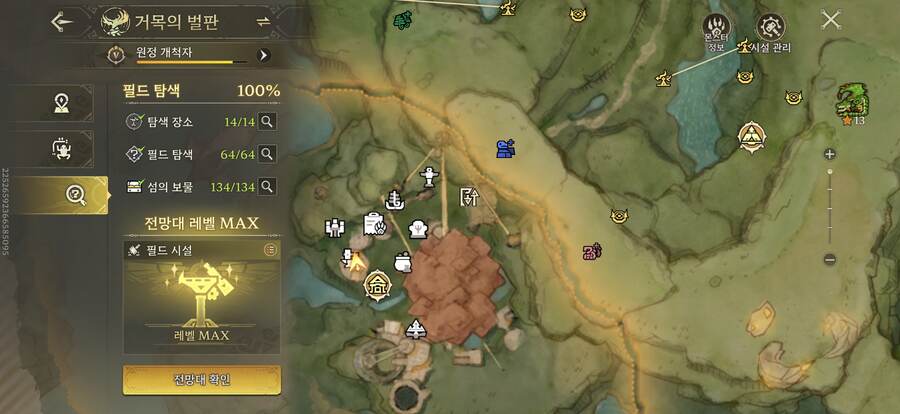 거목의 벌판
원정 개척자
필드 탐색 100%
탐색 장소 14/14
필드 탐색 64/64
섬의 보물 134/134
전망대 레벨 MAX
필드 시설
레벨 MAX
전망대 확인
몬스터
정보
시설 관리
13
2252659236658509 5